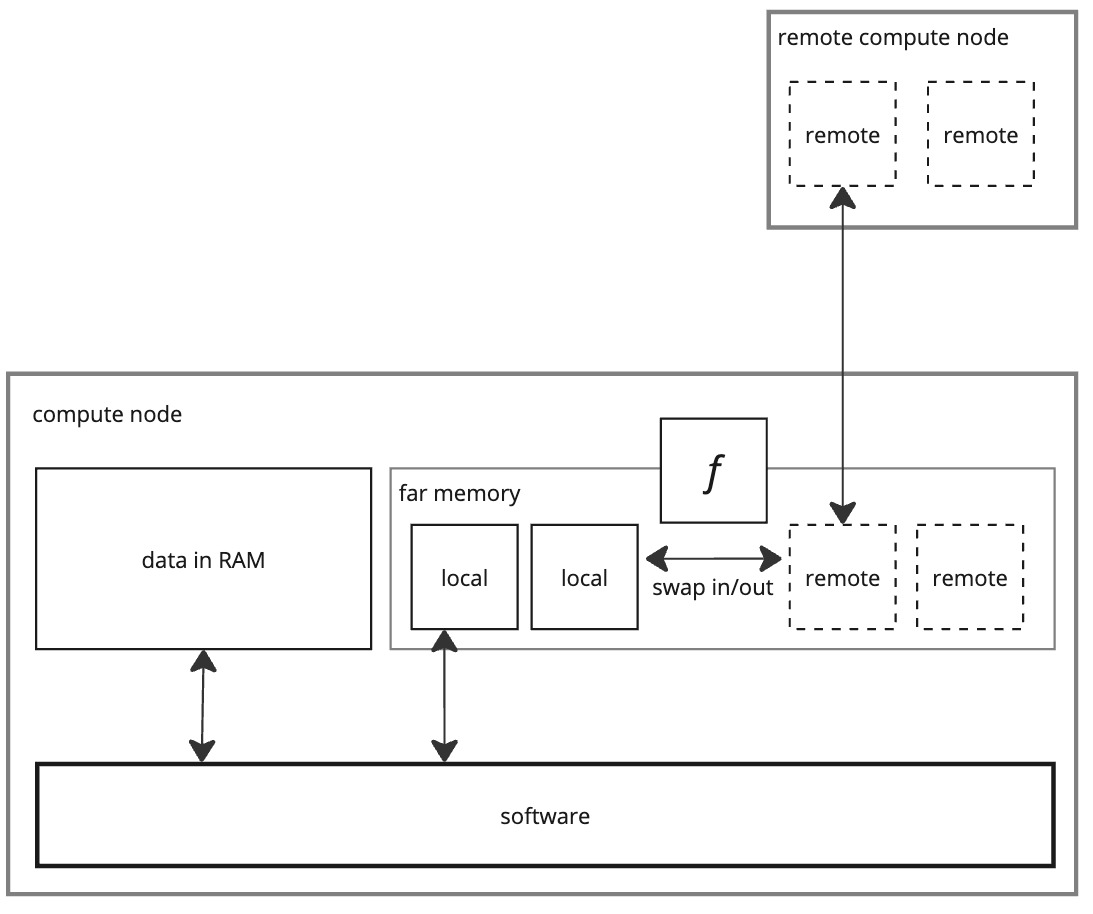 remote compute node
remote
remote
compute node
f
far memory
data in RAM
local
local
swap in/out
remote
remote
software